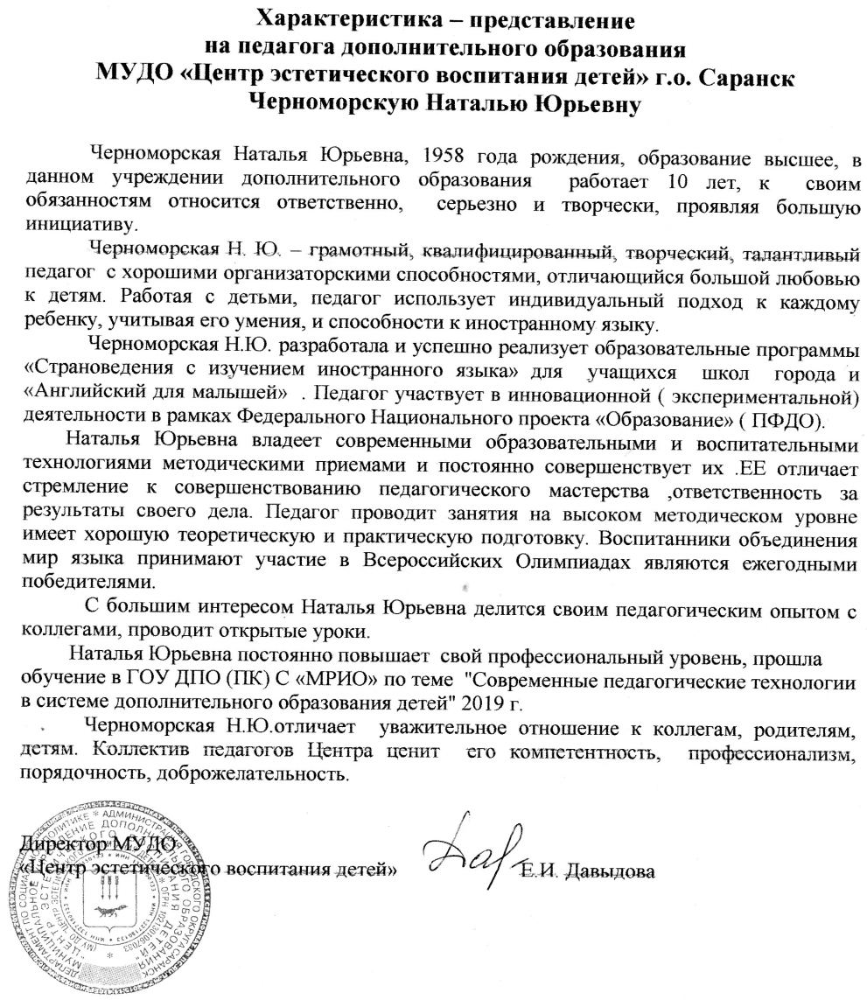 Характеристика – представление
на педагога дополнительного образования
МУДО «Центр эстетического воспитания детей» г.о. Саранск
Черноморскую Наталью Юрьевну
Черноморская Наталья Юрьевна, 1958 года рождения, образование высшее, в
данном учреждении дополнительного образования работает 10 лет, к своим
обязанностям относится ответственно, серьезно и творчески, проявляя большую
инициативу.
Черноморская Н. Ю. – грамотный, квалифицированный, творческий, талантливый
педагог с хорошими организаторскими способностями, отличающийся большой любовью
к детям. Работая с детьми, педагог использует индивидуальный подход к каждому
ребенку, учитывая его умения, и способности к иностранному языку.
Черноморская Н.Ю. разработала и успешно реализует образовательные программы
«Страноведения с изучением иностранного языка» для учащихся школ города и
«Английский для малышей» . Педагог участвует в инновационной ( экспериментальной)
деятельности в рамках Федерального Национального проекта «Образование» ( ПФДО).
Наталья Юрьевна владеет современными образовательными и воспитательными
технологиями методическими приемами и постоянно совершенствует их .ЕЕ отличает
стремление к совершенствованию педагогического мастерства ,ответственность за
результаты своего дела. Педагог проводит занятия на высоком методическом уровне
имеет хорошую теоретическую и практическую подготовку. Воспитанники объединения
мир языка принимают участие в Всероссийских Олимпиадах являются ежегодными
победителями.
С большим интересом Наталья Юрьевна делится своим педагогическим опытом с
коллегами, проводит открытые уроки.
Наталья Юрьевна постоянно повышает свой профессиональный уровень, прошла
обучение в ГОУ ДПО (ПК) С «МРИО» по теме "Современные педагогические технологии
в системе дополнительного образования детей" 2019 г.
Черноморская Н.Ю.отличает уважительное отношение к коллегам, родителям,
детям. Коллектив педагогов Центра ценит его компетентность, профессионализм,
порядочность, доброжелательность.
Директор МУДО
«Центр эстетического воспитания детей» Е.И. Давыдова
ДЕПАРТАМЕНТ ПО СОЦИАЛЬНОЙ ПОЛИТИКЕ * АДМИНИСТРАЦИЯ ГОРОДСКОГО ОКРУГА САРАНСК